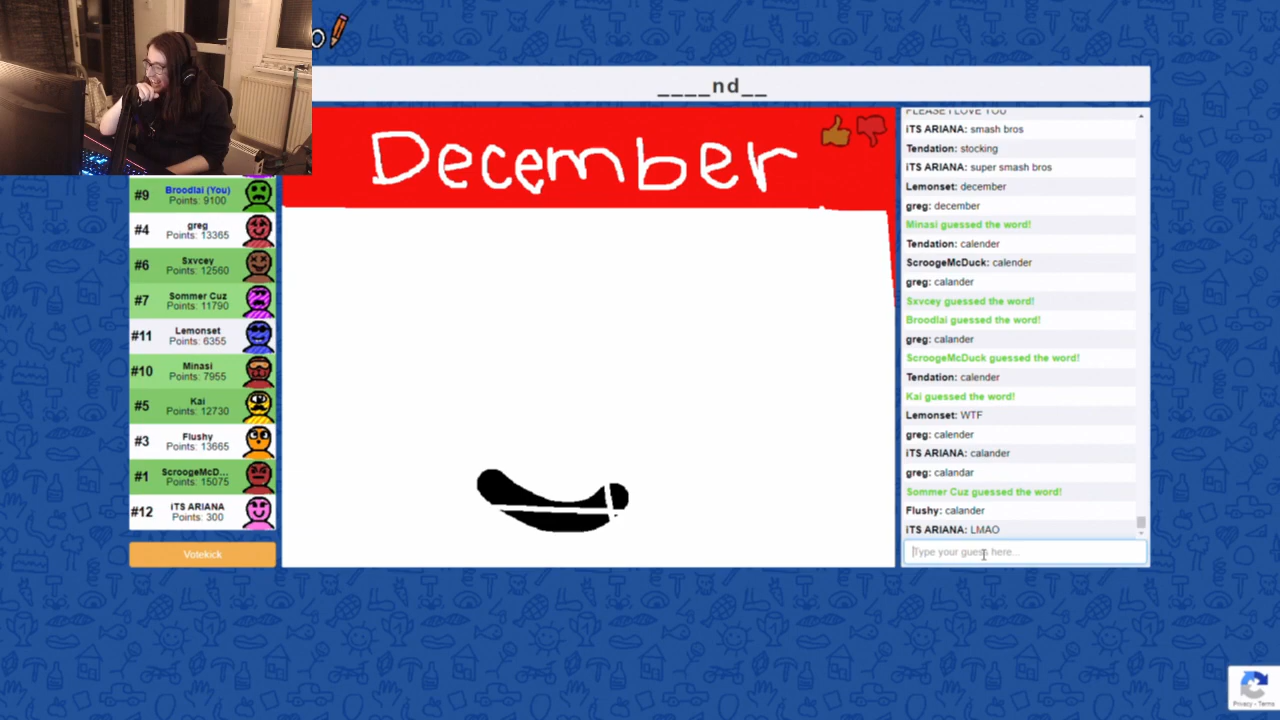 ____nd__
December
#9 Broodlai (You)
Points: 9100
#4 greg
Points: 13365
#6 Sxvcey
Points: 12560
#7 Sommer Cuz
Points: 11790
#11 Lemonset
Points: 6355
#10 Minasi
Points: 7955
#5 Kai
Points: 12730
#3 Flushy
Points: 13665
#1 ScroogeMcD...
Points: 15075
#12 iTS ARIANA
Points: 300
Votekick
PLEASE I LOVE YOU
iTS ARIANA: smash bros
Tendation: stocking
iTS ARIANA: super smash bros
Lemonset: december
greg: december
Minasi guessed the word!
Tendation: calender
ScroogeMcDuck: calender
greg: calander
Sxvcey guessed the word!
Broodlai guessed the word!
greg: calander
ScroogeMcDuck guessed the word!
Tendation: calender
Kai guessed the word!
Lemonset: WTF
greg: calender
iTS ARIANA: calander
greg: calandar
Sommer Cuz guessed the word!
Flushy: calander
iTS ARIANA: LMAO
Type your guess here...
Privacy - Terms